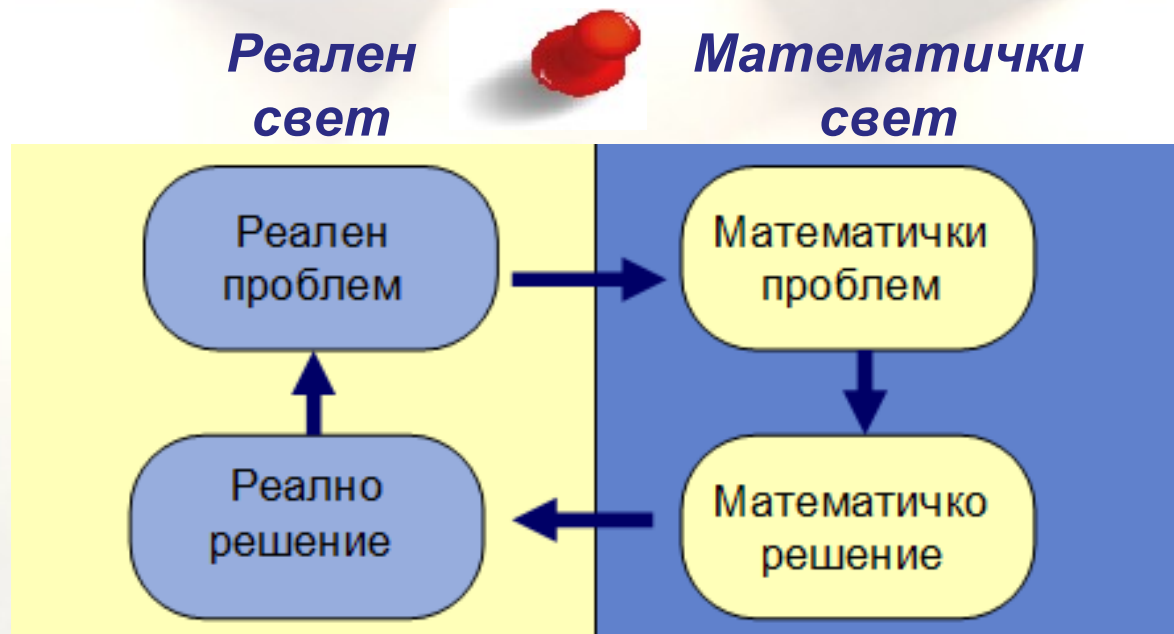 Реален
свет
Математички
свет
Реален
проблем
Математички
проблем
Реално
решение
Математичко
решение